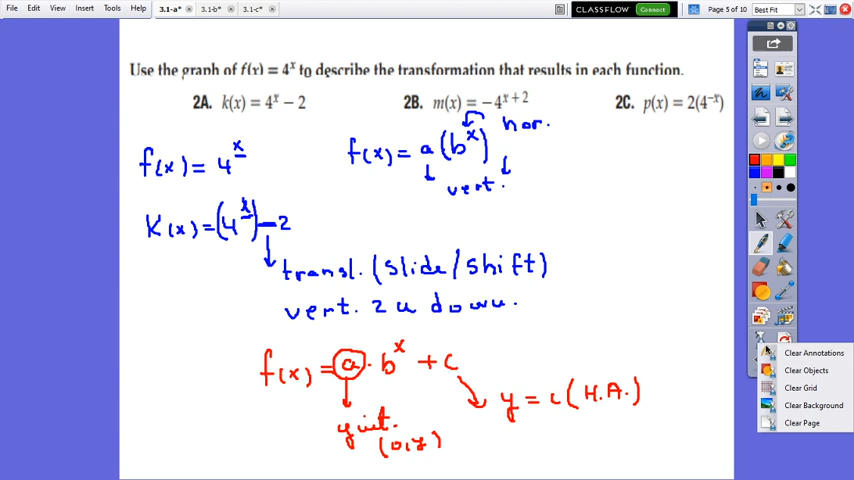 File Edit View Insert Tools Help 3.1-a* 3.1-b* 3.1-c* CLASSFLOW Connect Page 5 of 10 Best Fit
Use the graph of f(x) = 4^x to describe the transformation that results in each function.
2A. k(x) = 4^x − 2 2B. m(x) = −4^{x + 2} 2C. p(x) = 2(4^{−x})
hor.
f(x) = 4^x f(x) = a(b^x)
vert.
K(x) = (4^x) − 2
transl. (slide/shift)
vert. 2u down.
f(x) = a · b^x + c
y = c (H.A.)
y int.
(0,y)
Clear Annotations
Clear Objects
Clear Grid
Clear Background
Clear Page